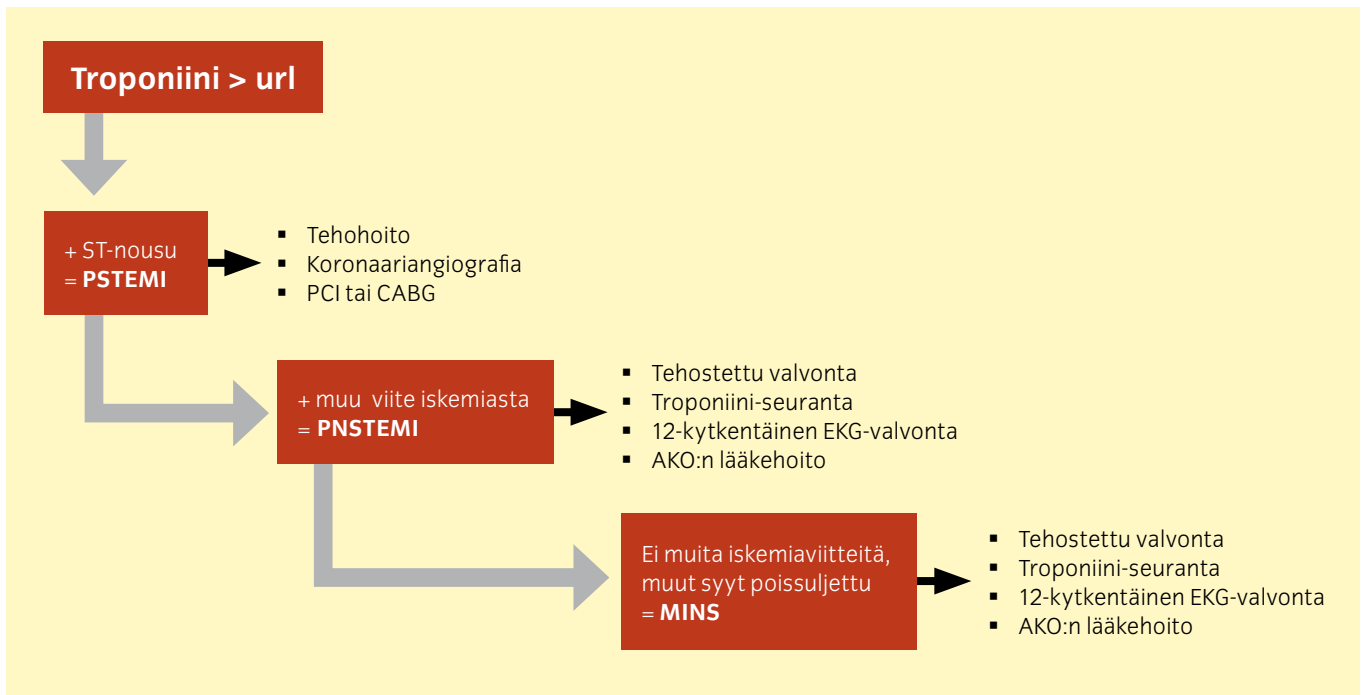 Troponiini > url
+ ST-nousu
= PSTEMI
▪ Tehohoito
▪ Koronaariangiografia
▪ PCI tai CABG
+ muu viite iskemiasta
= PNSTEMI
▪ Tehostettu valvonta
▪ Troponiini-seuranta
▪ 12-kytkentäinen EKG-valvonta
▪ AKO:n lääkehoito
Ei muita iskemiaviitteitä,
muut syyt poissuljettu
= MINS
▪ Tehostettu valvonta
▪ Troponiini-seuranta
▪ 12-kytkentäinen EKG-valvonta
▪ AKO:n lääkehoito